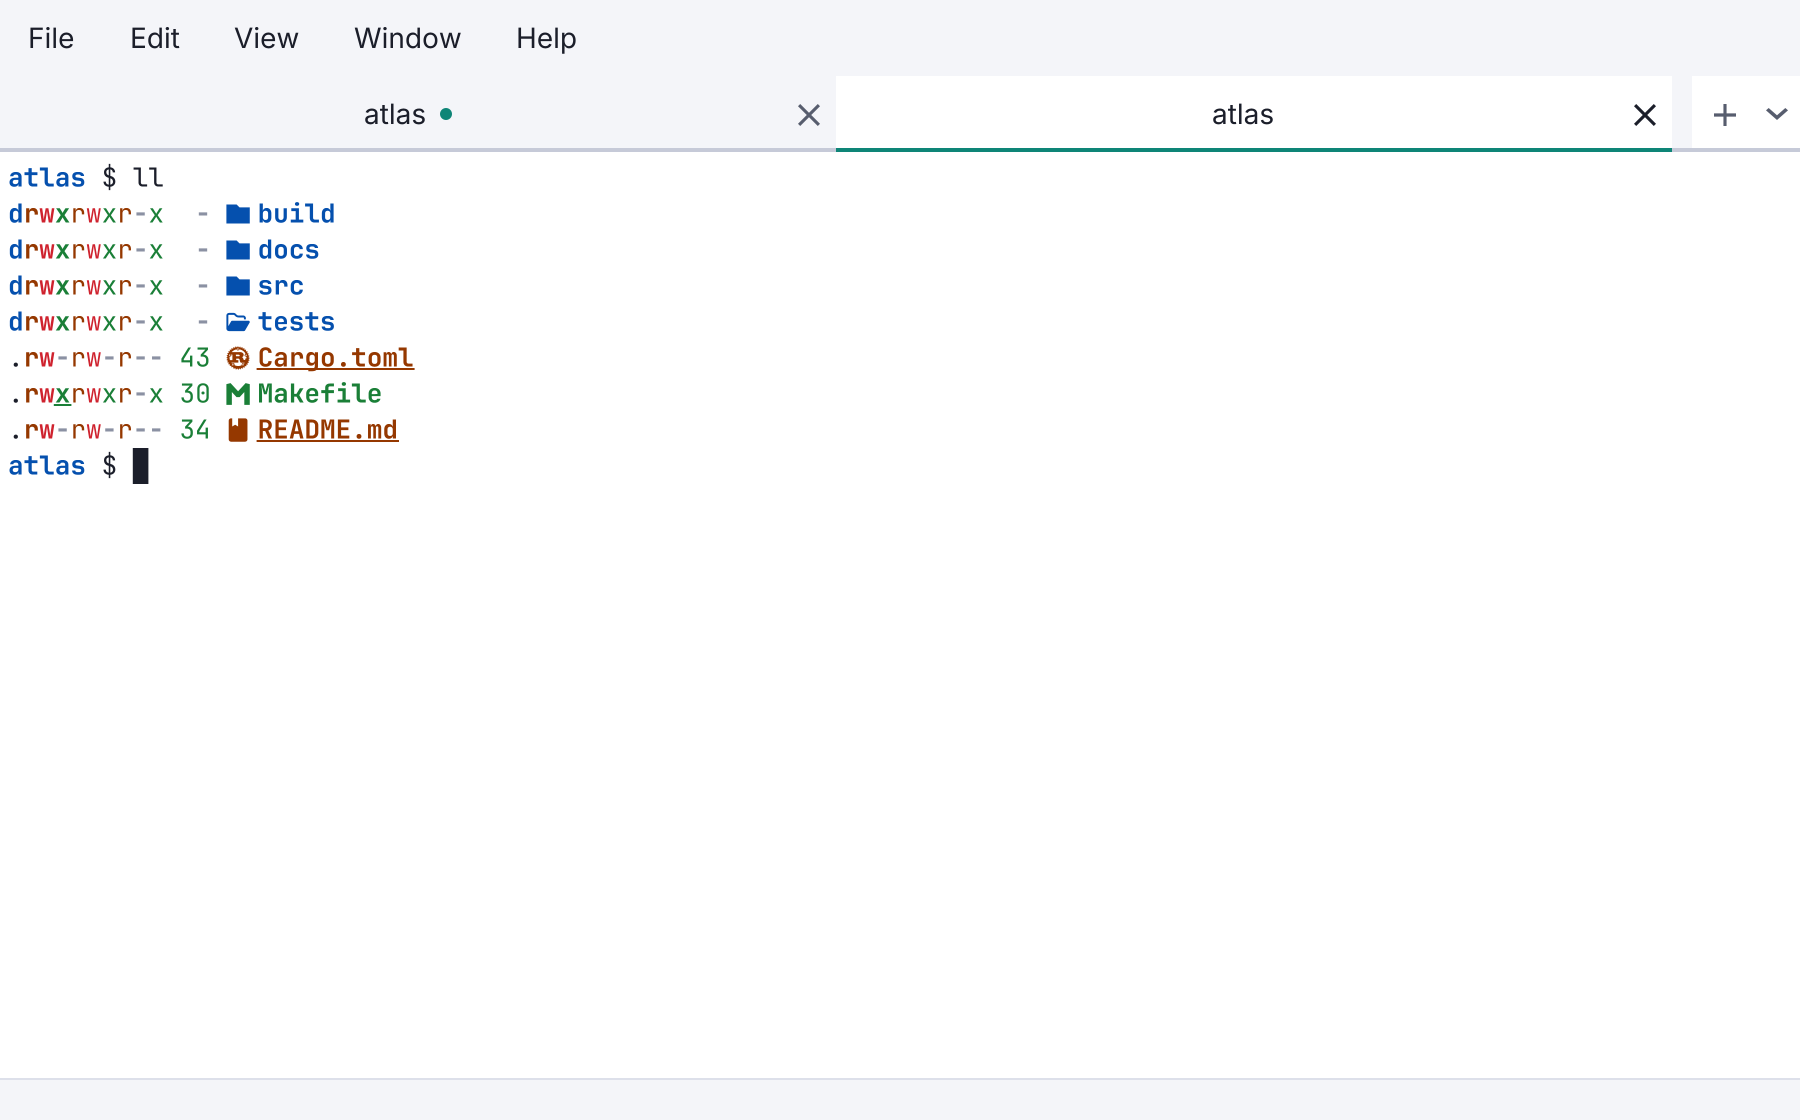 File Edit View Window Help
atlas atlas
atlas $ ll
drwxrwxr-x - build
drwxrwxr-x - docs
drwxrwxr-x - src
drwxrwxr-x - tests
.rw-rw-r-- 43 Cargo.toml
.rwxrwxr-x 30 Makefile
.rw-rw-r-- 34 README.md
atlas $